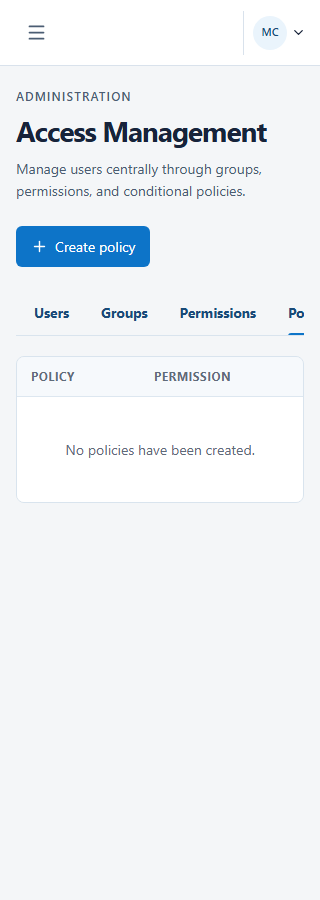 MC
ADMINISTRATION
Access Management
Manage users centrally through groups,
permissions, and conditional policies.
Create policy
Users Groups Permissions Po
POLICY PERMISSION
No policies have been created.